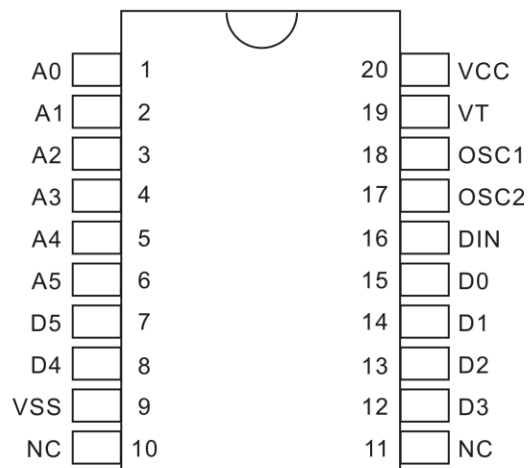 A0 1 20 VCC
A1 2 19 VT
A2 3 18 OSC1
A3 4 17 OSC2
A4 5 16 DIN
A5 6 15 D0
D5 7 14 D1
D4 8 13 D2
VSS 9 12 D3
NC 10 11 NC